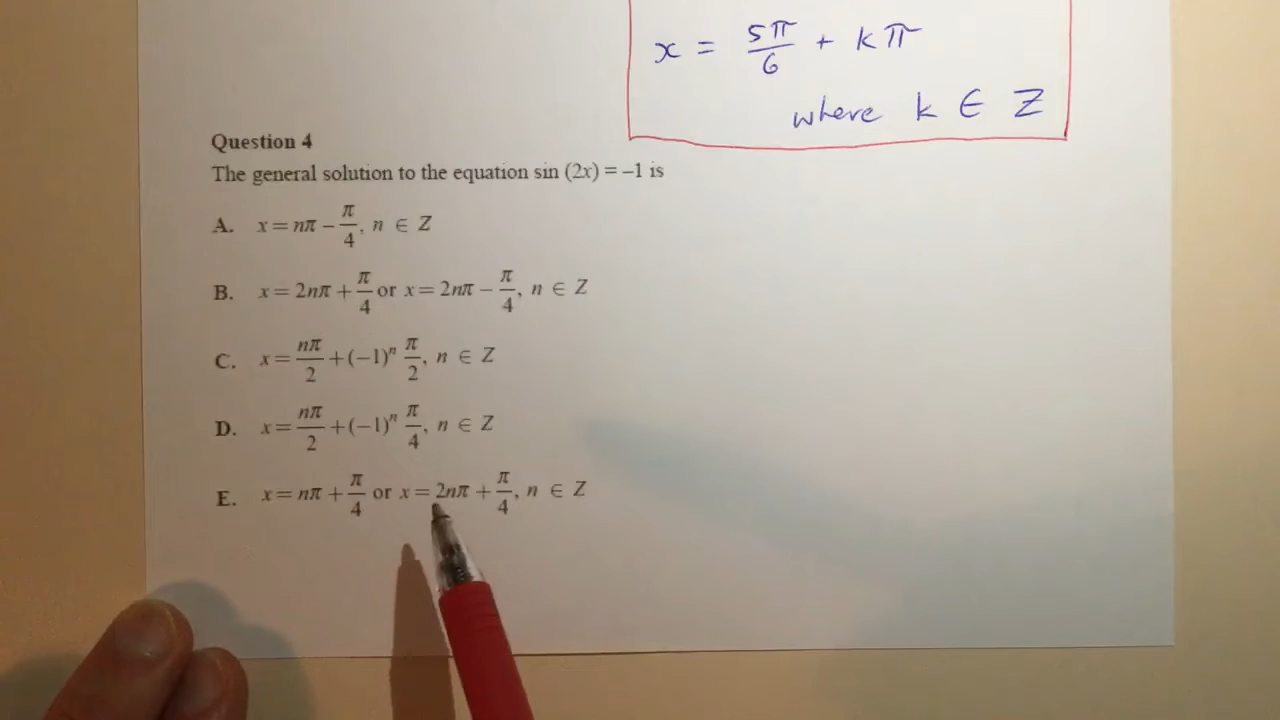 x = 5π/6 + kπ
where k ∈ Z
Question 4
The general solution to the equation sin (2x) = –1 is
A. x = nπ – π/4, n ∈ Z
B. x = 2nπ + π/4 or x = 2nπ – π/4, n ∈ Z
C. x = nπ/2 + (–1)ⁿ π/2, n ∈ Z
D. x = nπ/2 + (–1)ⁿ π/4, n ∈ Z
E. x = nπ + π/4 or x = 2nπ + π/4, n ∈ Z